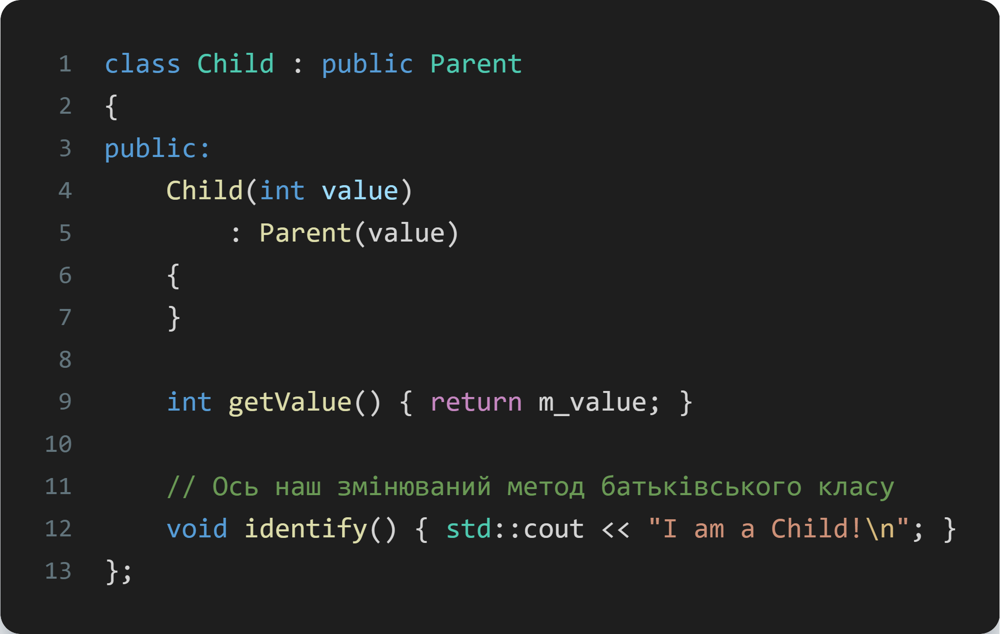 1 class Child : public Parent
2 {
3 public:
4     Child(int value)
5         : Parent(value)
6     {
7     }
8
9     int getValue() { return m_value; }
10
11     // Ось наш змінюваний метод батьківського класу
12     void identify() { std::cout << "I am a Child!\n"; }
13 };